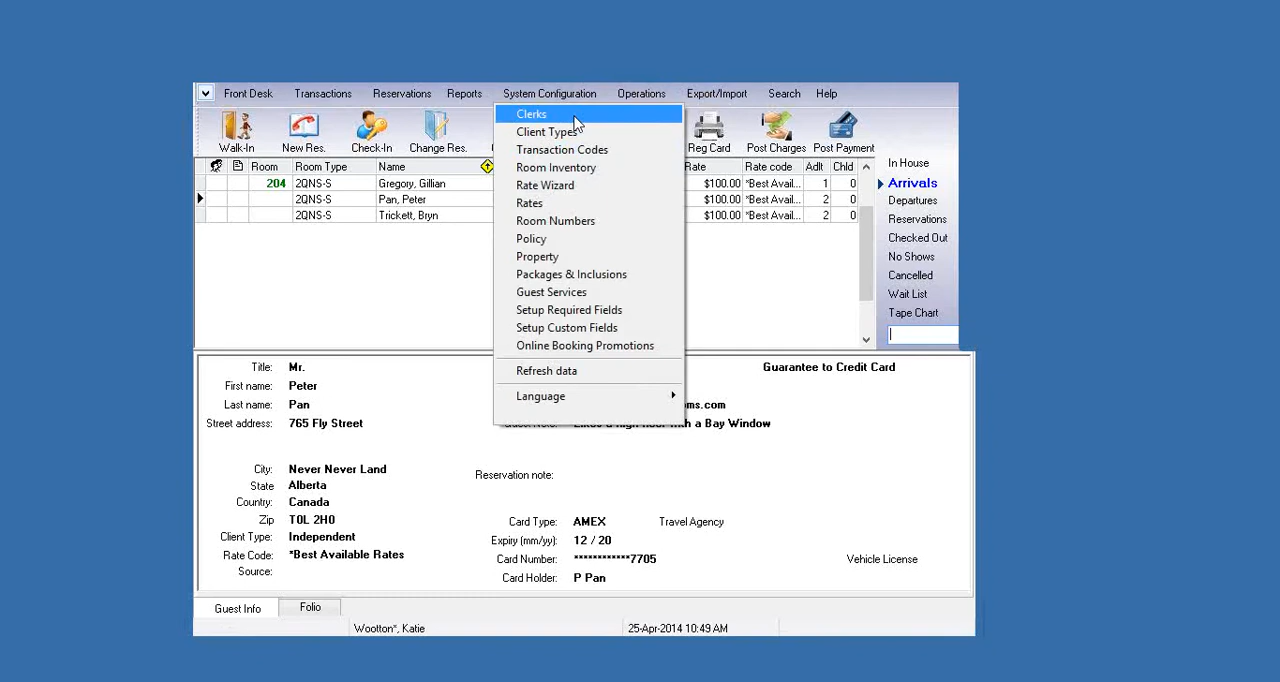 Front Desk Transactions Reservations Reports System Configuration Operations Export/Import Search Help
Walk-In New Res. Check-In Change Res. Reg Card Post Charges Post Payment
Clerks
Client Types
Transaction Codes
Room Inventory
Rate Wizard
Rates
Room Numbers
Policy
Property
Packages & Inclusions
Guest Services
Setup Required Fields
Setup Custom Fields
Online Booking Promotions
Refresh data
Language
Room Room Type Name Rate Rate code Adlt Chld
204 2QNS-S Gregory, Gillian $100.00 *Best Avail... 1 0
2QNS-S Pan, Peter $100.00 *Best Avail... 2 0
2QNS-S Trickett, Bryn $100.00 *Best Avail... 2 0
In House
Arrivals
Departures
Reservations
Checked Out
No Shows
Cancelled
Wait List
Tape Chart
Title: Mr. Guarantee to Credit Card
First name: Peter
Last name: Pan oms.com
Street address: 765 Fly Street with a Bay Window
City: Never Never Land Reservation note:
State Alberta
Country: Canada
Zip T0L 2H0 Card Type: AMEX Travel Agency
Client Type: Independent Expiry (mm/yy): 12 / 20
Rate Code: *Best Available Rates Card Number: ************7705 Vehicle License
Source: Card Holder: P Pan
Guest Info Folio
Wootton*, Katie 25-Apr-2014 10:49 AM